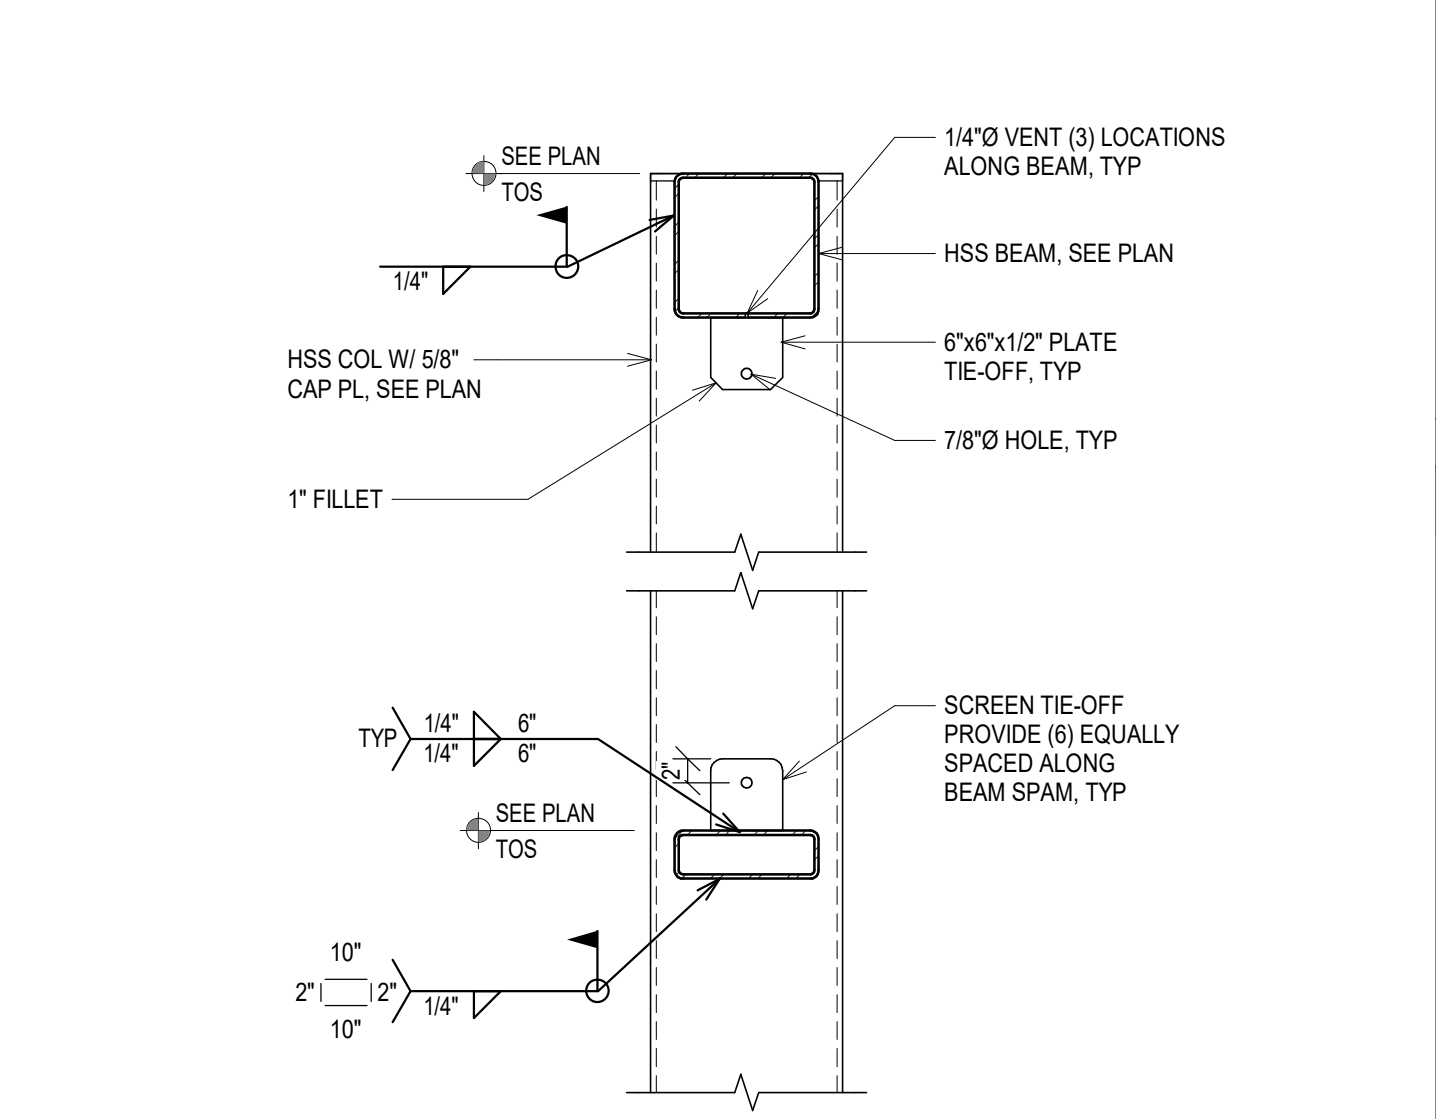 1/4"Ø VENT (3) LOCATIONS
ALONG BEAM, TYP
SEE PLAN
TOS
HSS BEAM, SEE PLAN
1/4"
6"x6"x1/2" PLATE
TIE-OFF, TYP
HSS COL W/ 5/8"
CAP PL, SEE PLAN
7/8"Ø HOLE, TYP
1" FILLET
SCREEN TIE-OFF
PROVIDE (6) EQUALLY
SPACED ALONG
BEAM SPAM, TYP
TYP
1/4" 6"
1/4" 6"
2"
SEE PLAN
TOS
10"
2" 2"
10"
1/4"